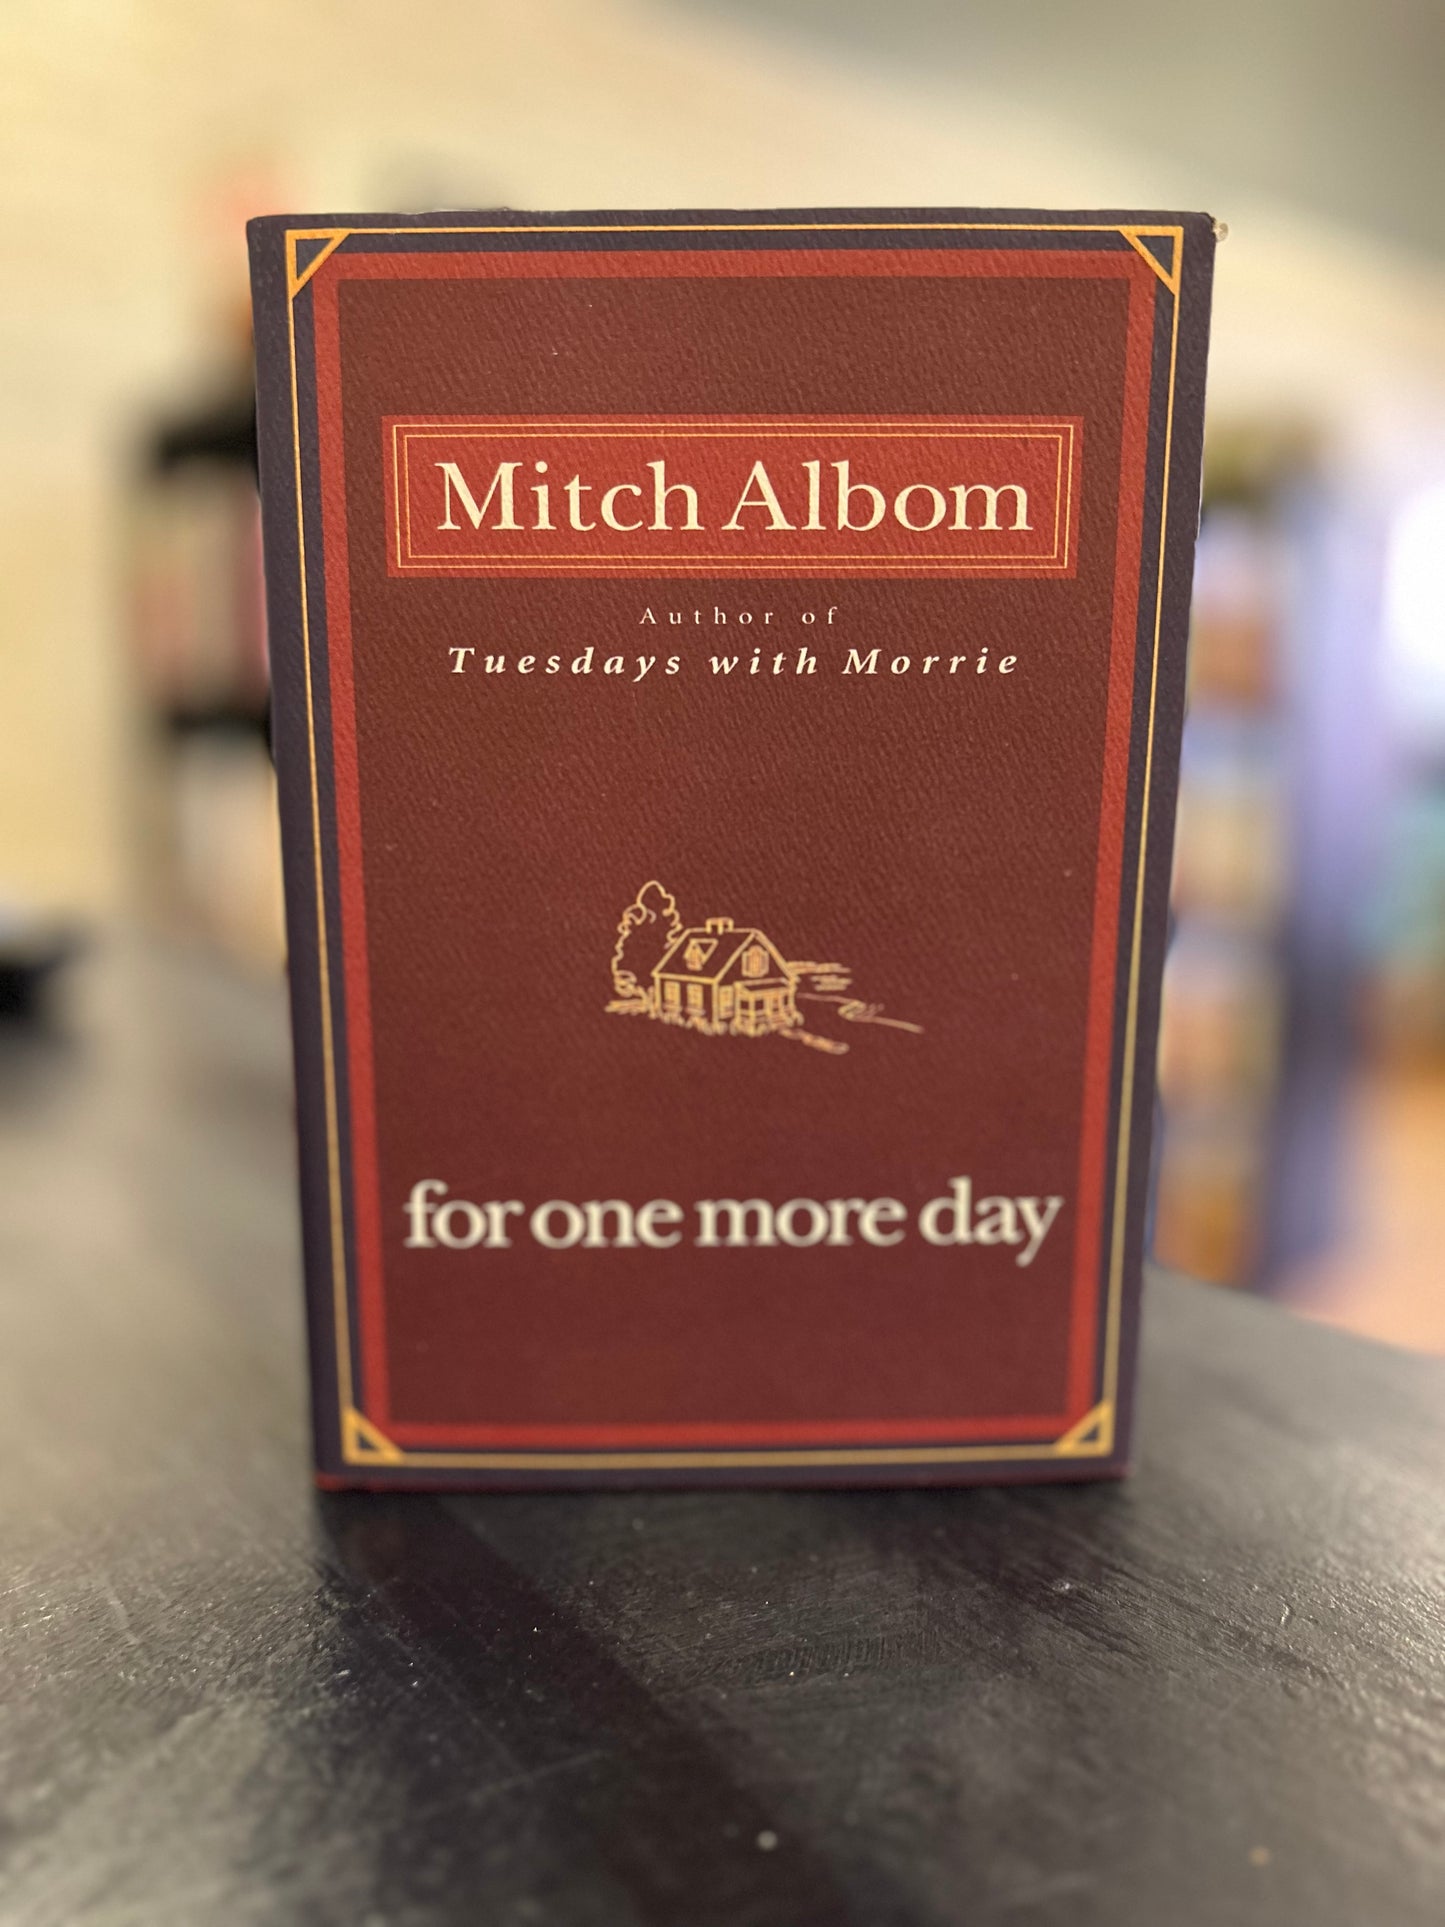 Mitch Albom
Author of
Tuesdays with Morrie
for one more day